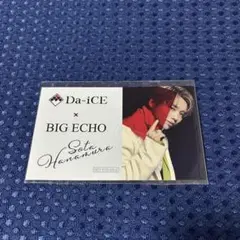 Da-iCE
×
BIG ECHO
Sota
Hanamura